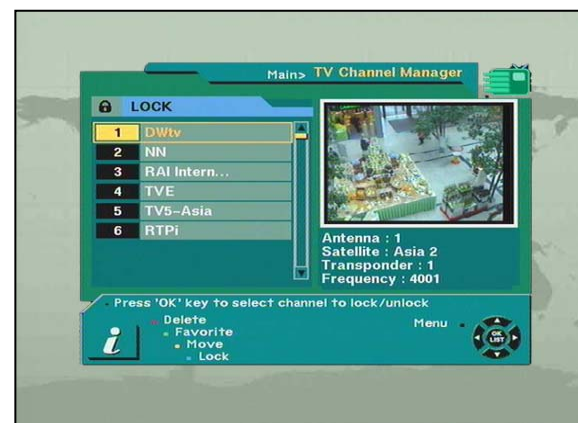 Main> TV Channel Manager
LOCK
1 DWtv
2 NN
3 RAI Intern...
4 TVE
5 TV5-Asia
6 RTPi
Antenna : 1
Satellite : Asia 2
Transponder : 1
Frequency : 4001
Press 'OK' key to select channel to lock/unlock
Delete
Favorite
Move
Lock
Menu
OK
LIST
i